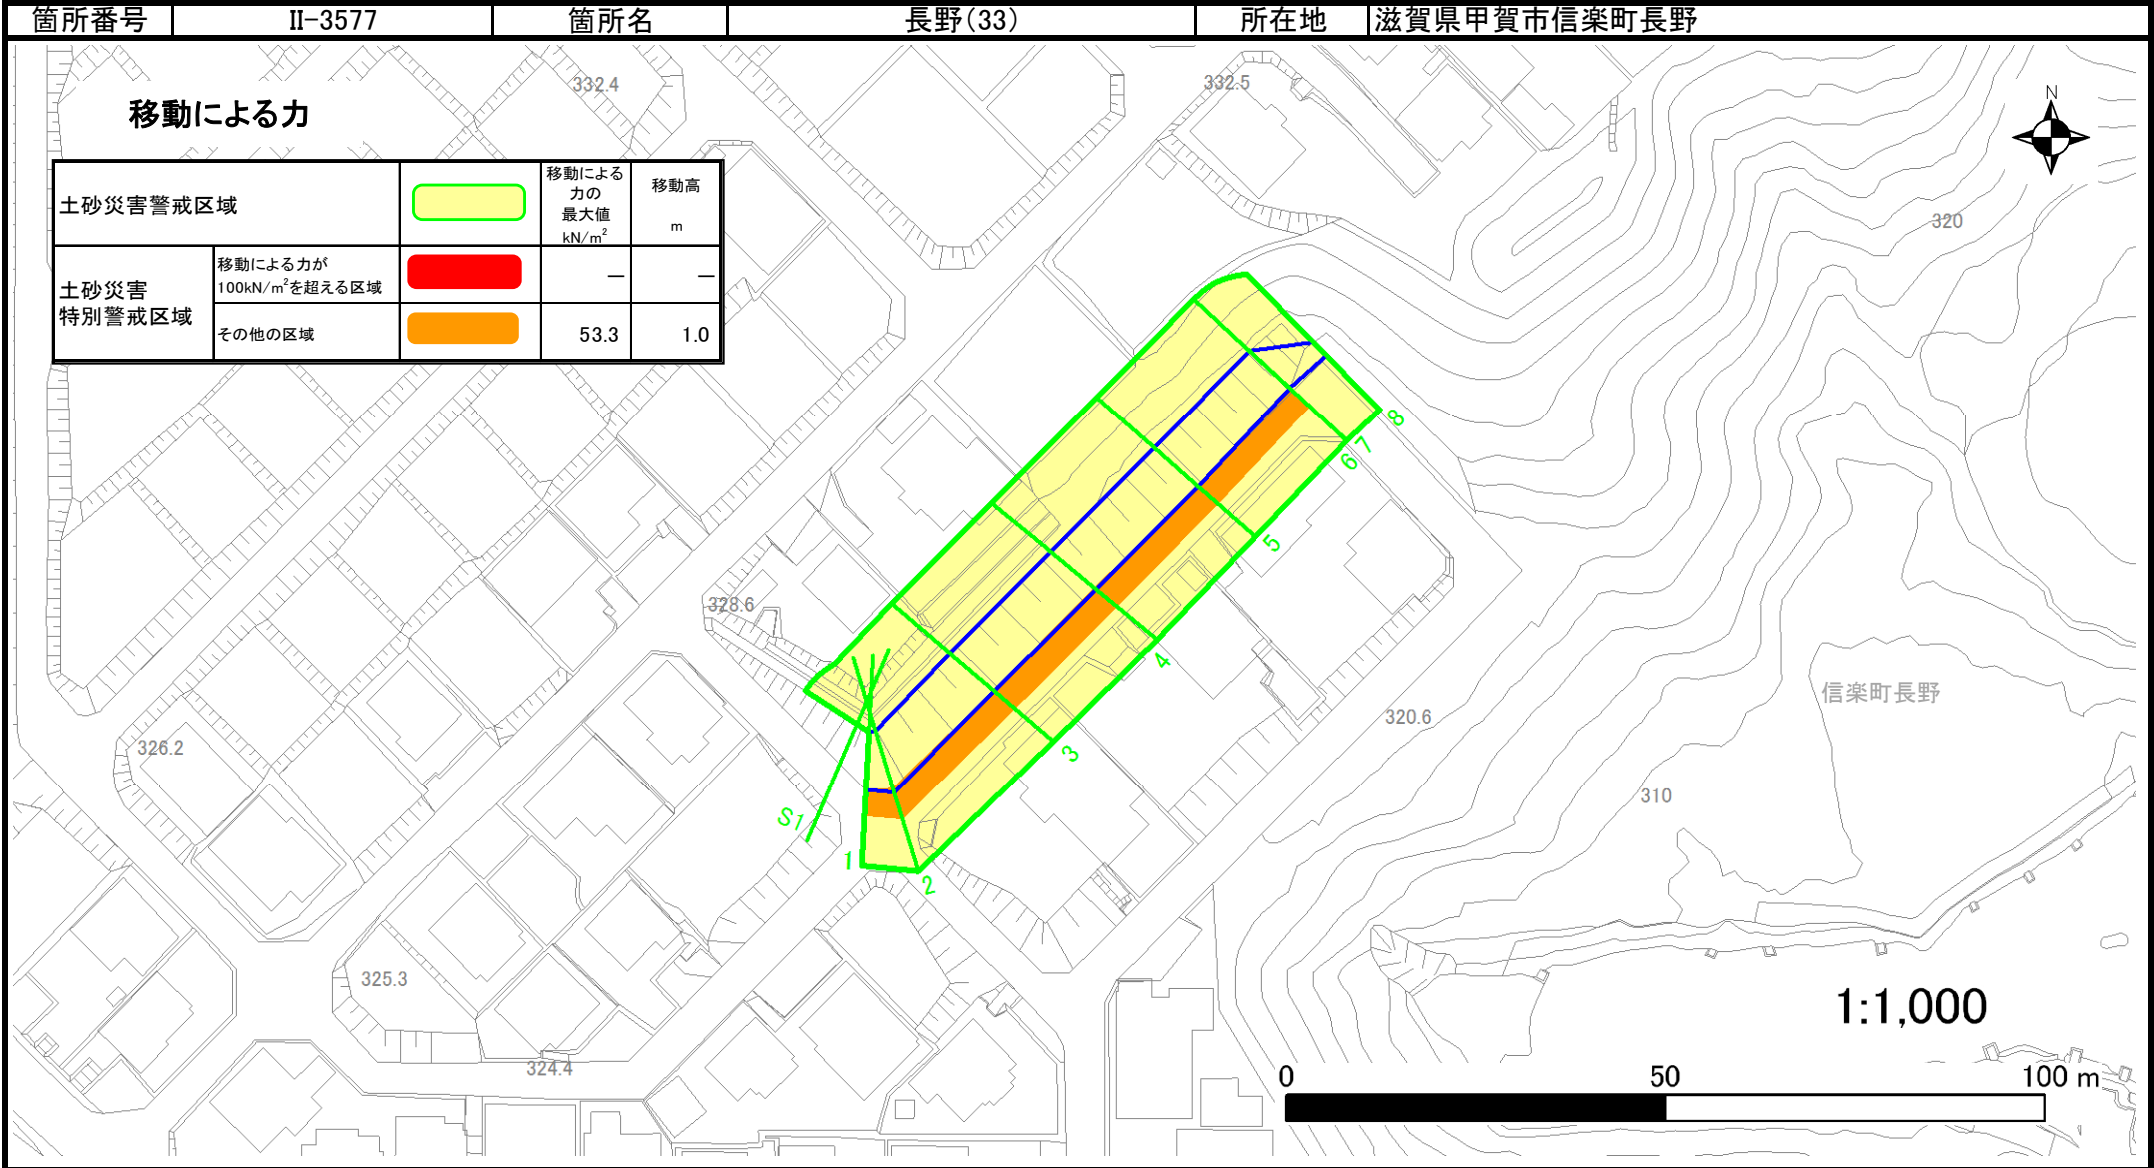 箇所番号 II-3577 箇所名 長野(33) 所在地 滋賀県甲賀市信楽町長野
移動による力
土砂災害警戒区域
移動による
力の
最大値
kN/m²
移動高
m
土砂災害
特別警戒区域
移動による力が
100kN/m²を超える区域
－ －
その他の区域
53.3 1.0
332.4
332.5
N
320
328.6
326.2
325.3
324.4
320.6
310
信楽町長野
S1
1
2
3
4
5
6
7
8
1:1,000
0 50 100 m